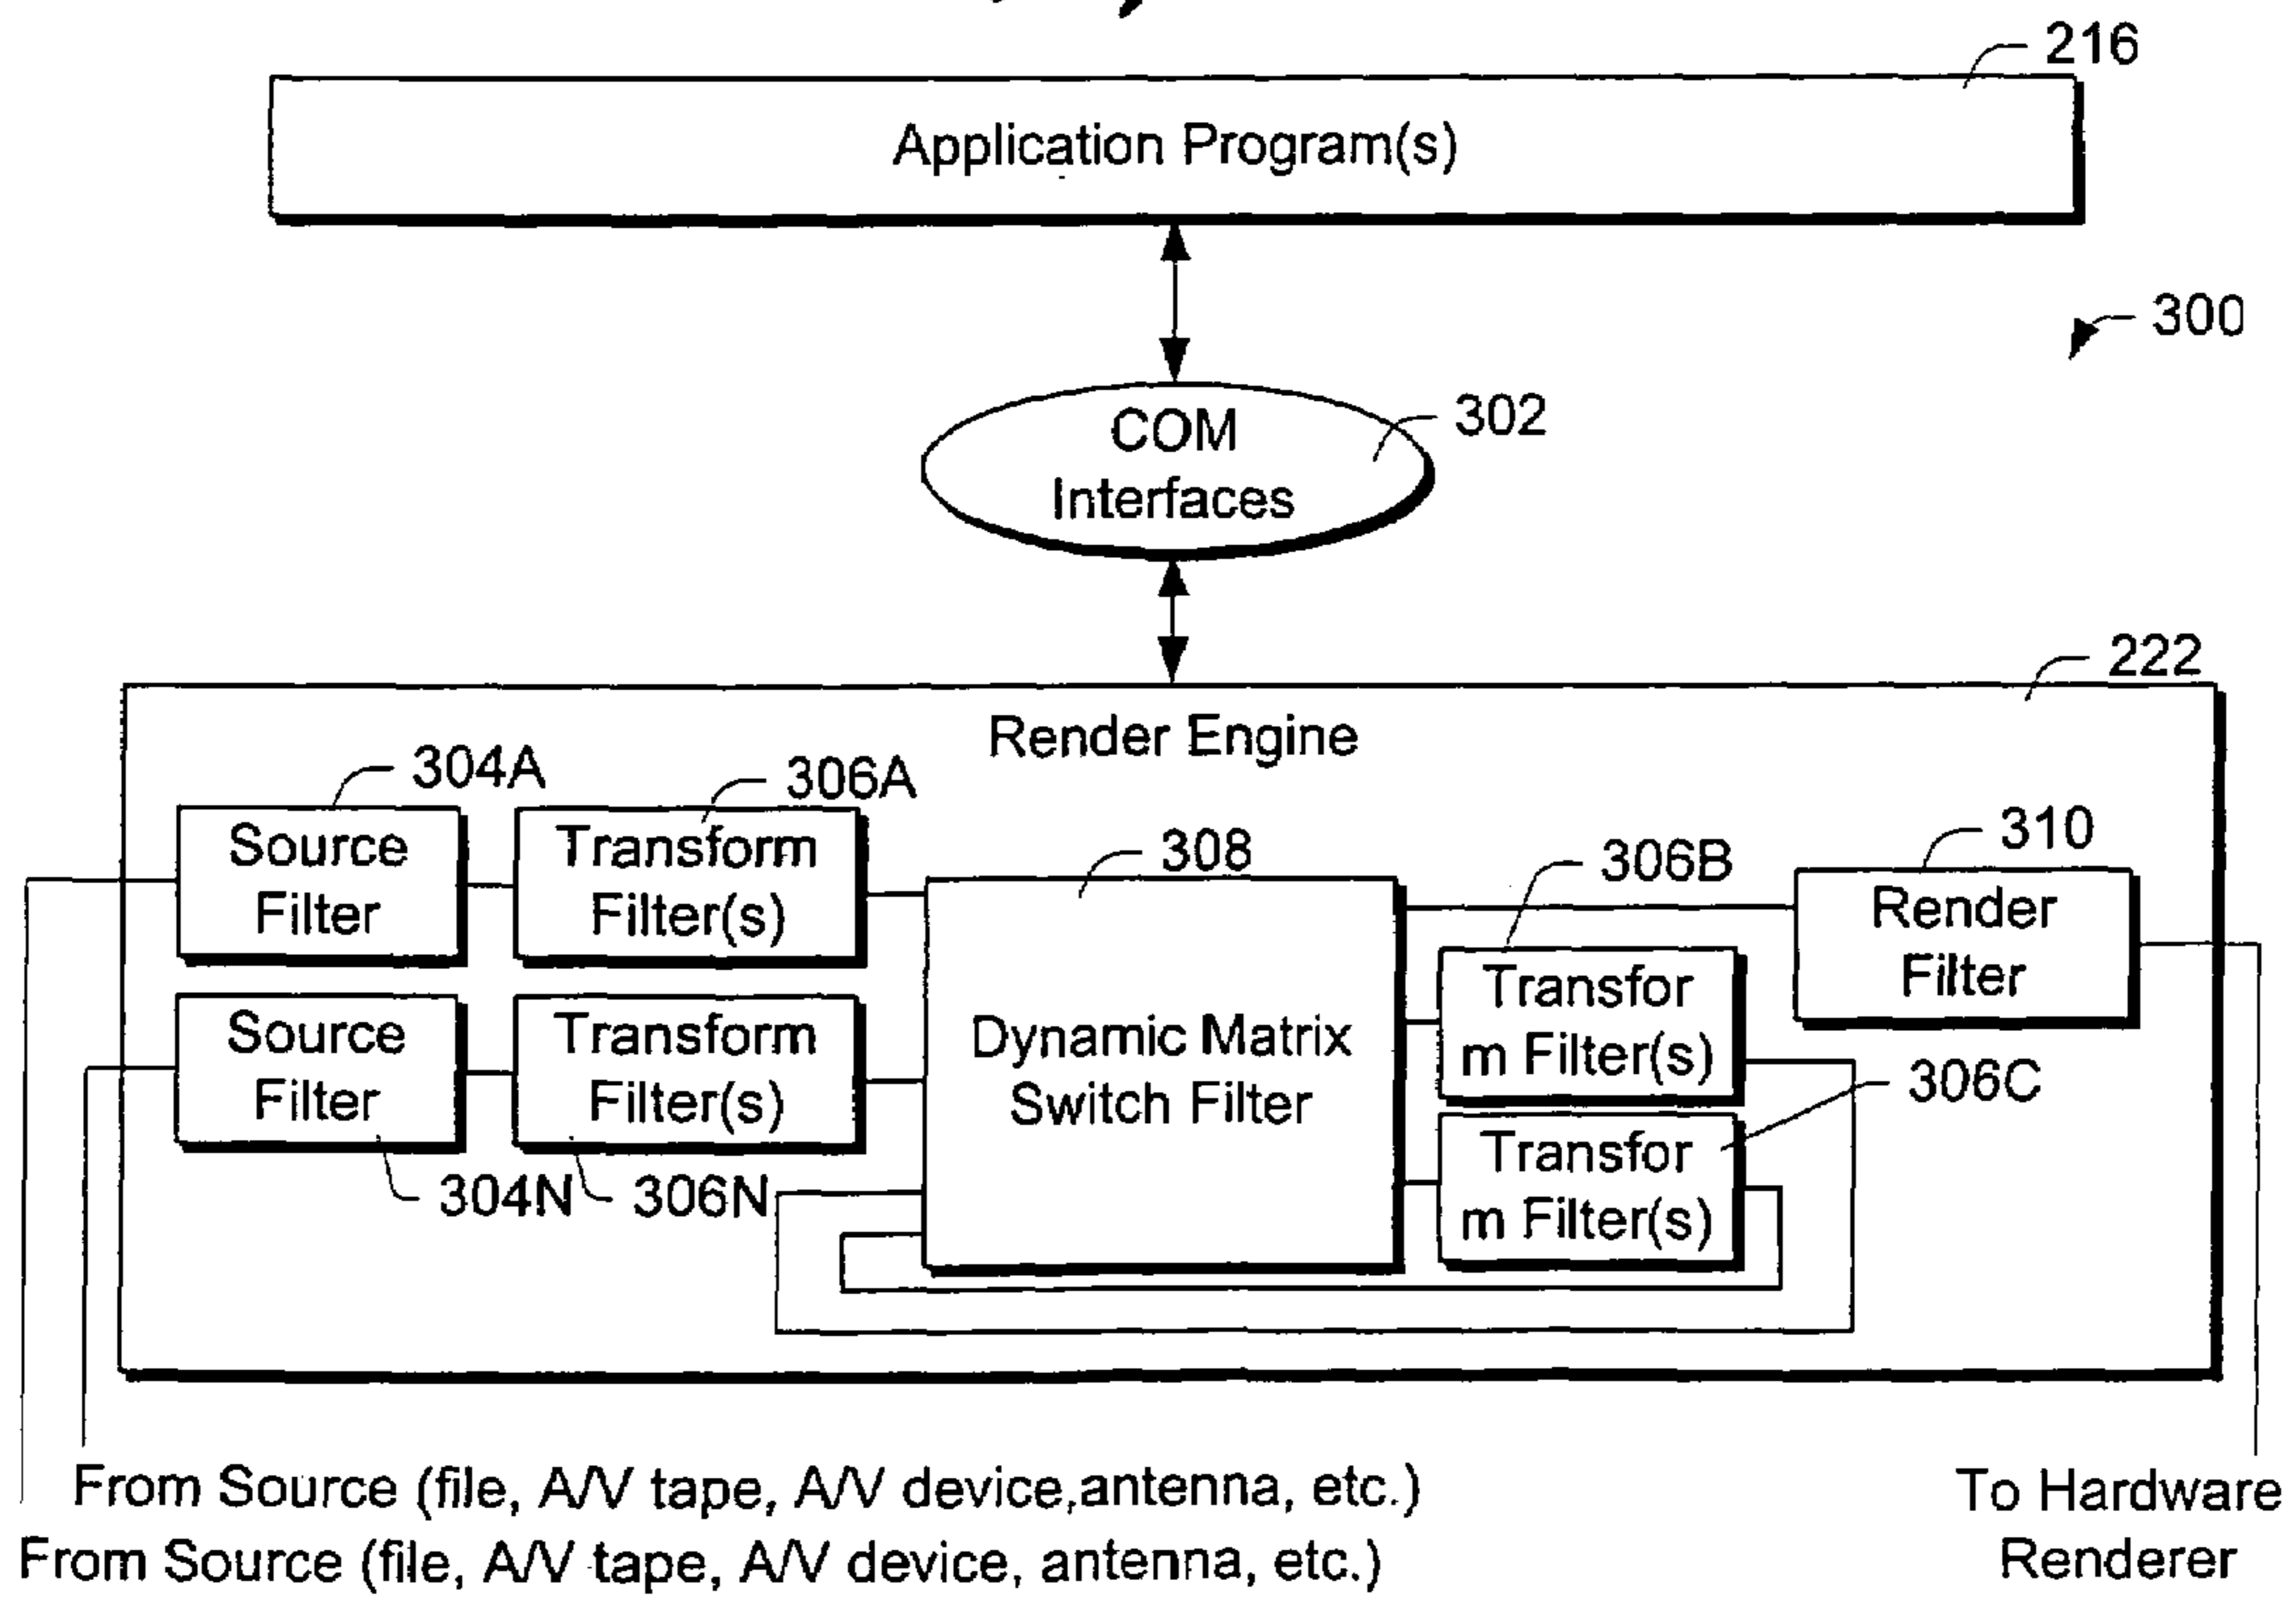 216
Application Program(s)
300
COM
Interfaces
302
222
Render Engine
304A
306A
308
306B
310
Source
Filter
Transform
Filter(s)
Render
Filter
Transfor
m Filter(s)
Source
Filter
Transform
Filter(s)
Dynamic Matrix
Switch Filter
306C
Transfor
m Filter(s)
304N
306N
From Source (file, A/V tape, A/V device,antenna, etc.)
From Source (file, A/V tape, A/V device, antenna, etc.)
To Hardware
Renderer